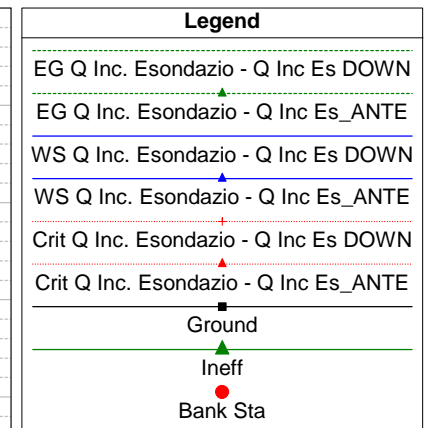 Legend
EG Q Inc. Esondazio - Q Inc Es DOWN
EG Q Inc. Esondazio - Q Inc Es_ANTE
WS Q Inc. Esondazio - Q Inc Es DOWN
WS Q Inc. Esondazio - Q Inc Es_ANTE
Crit Q Inc. Esondazio - Q Inc Es DOWN
Crit Q Inc. Esondazio - Q Inc Es_ANTE
Ground
Ineff
Bank Sta